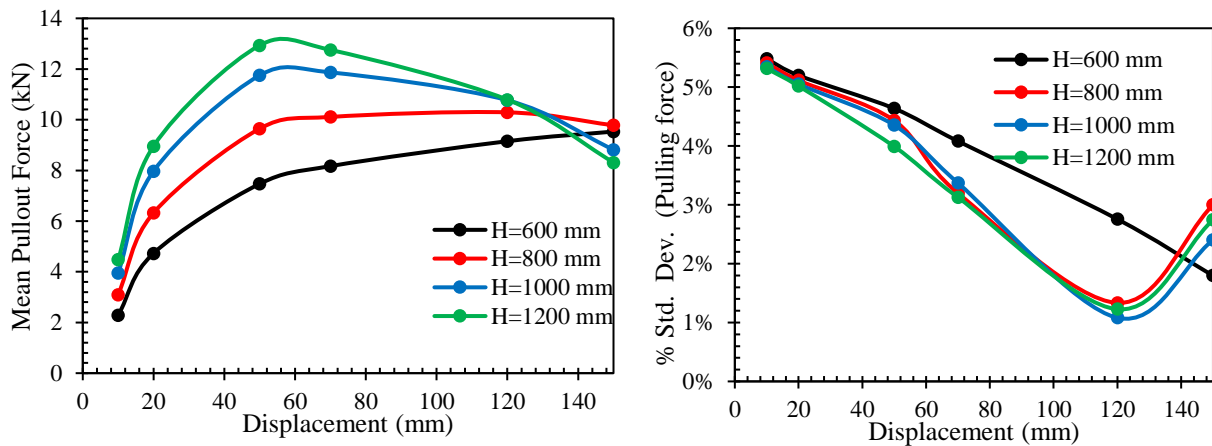 Mean Pullout Force (kN)
14
12
10
8
6
4
2
0
0 20 40 60 80 100 120 140
Displacement (mm)
H=600 mm
H=800 mm
H=1000 mm
H=1200 mm
% Std. Dev. (Pulling force)
6%
5%
4%
3%
2%
1%
0%
0 20 40 60 80 100 120 140
Displacement (mm)
H=600 mm
H=800 mm
H=1000 mm
H=1200 mm